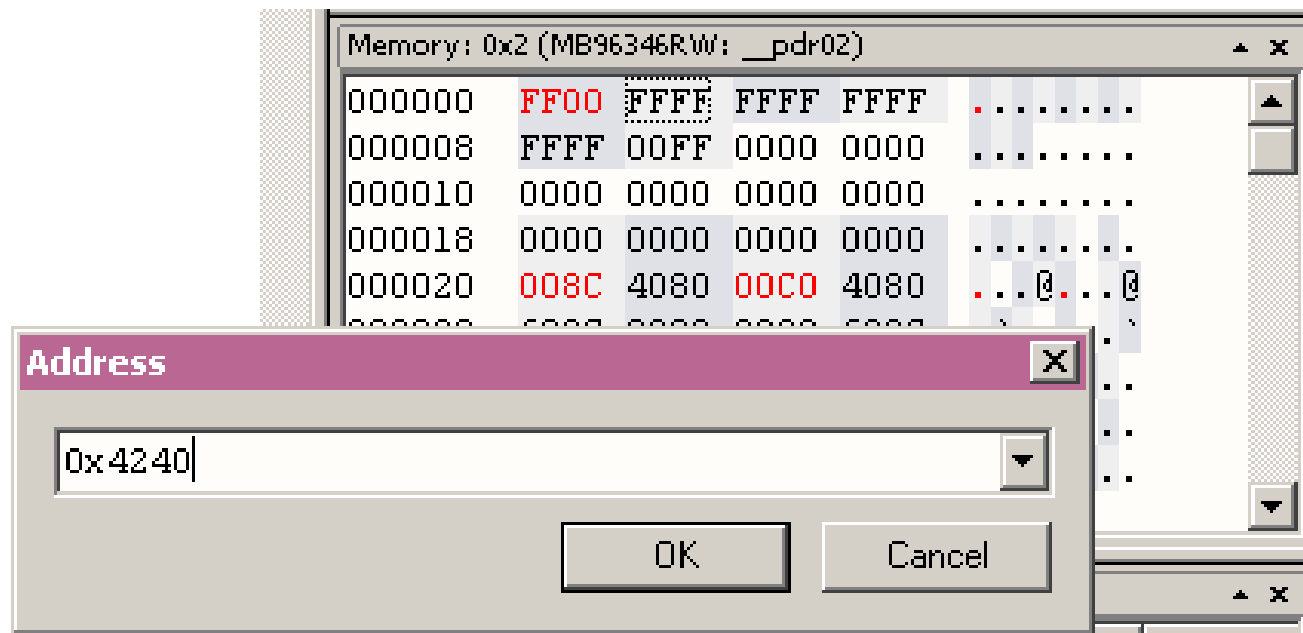 Memory: 0x2 (MB96346RW: __pdr02)
000000 FF00 FFFF FFFF FFFF ........
000008 FFFF 00FF 0000 0000 ........
000010 0000 0000 0000 0000 ........
000018 0000 0000 0000 0000 ........
000020 008C 4080 00C0 4080 ...@...@
Address
0x4240
OK
Cancel